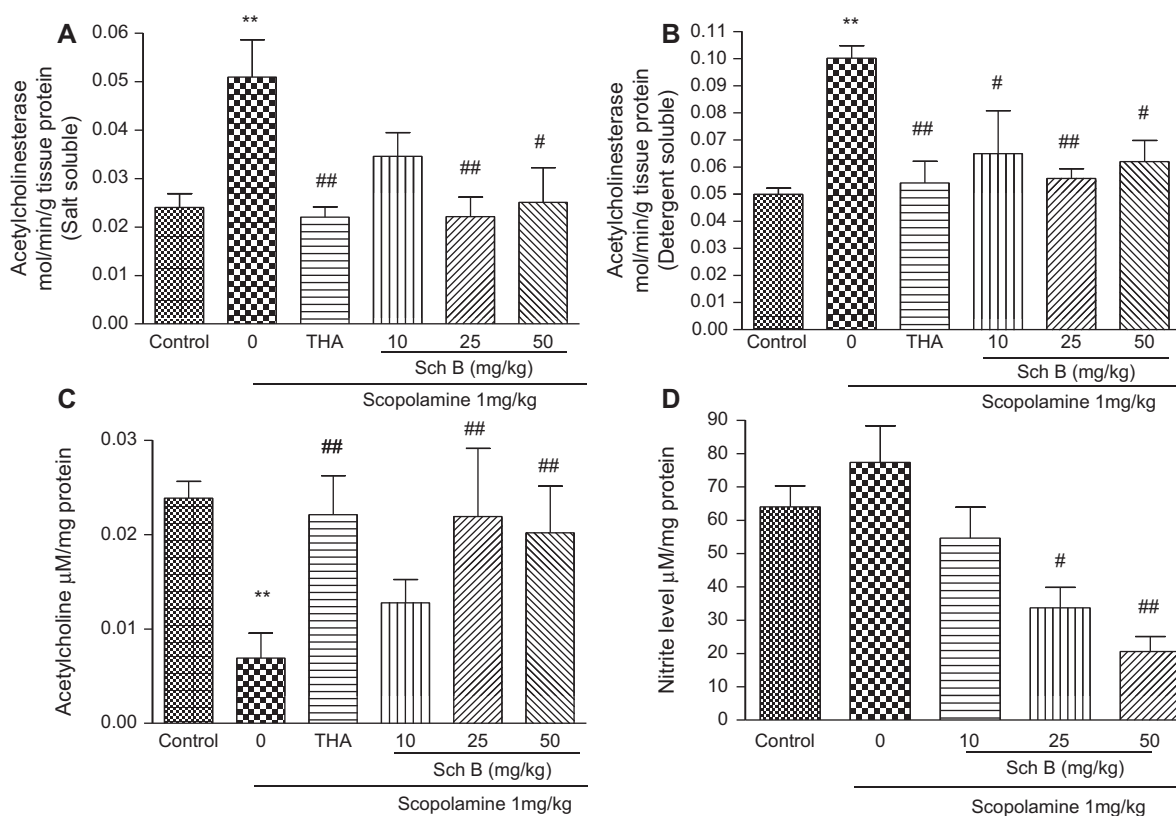 A
Acetylcholinesterase
mol/min/g tissue protein
(Salt soluble)
0.06
0.05
0.04
0.03
0.02
0.01
0.00
**
##
##
#
Control 0 THA 10 25 50
Sch B (mg/kg)
Scopolamine 1mg/kg
B
Acetylcholinesterase
mol/min/g tissue protein
(Detergent soluble)
0.11
0.10
0.09
0.08
0.07
0.06
0.05
0.04
0.03
0.02
0.01
0.00
**
##
#
##
#
Control 0 THA 10 25 50
Sch B (mg/kg)
Scopolamine 1mg/kg
C
Acetylcholine μM/mg protein
0.03
0.02
0.01
0.00
**
##
##
##
Control 0 THA 10 25 50
Sch B (mg/kg)
Scopolamine 1mg/kg
D
Nitrite level μM/mg protein
90
80
70
60
50
40
30
20
10
0
#
##
Control 0 10 25 50
Sch B (mg/kg)
Scopolamine 1mg/kg